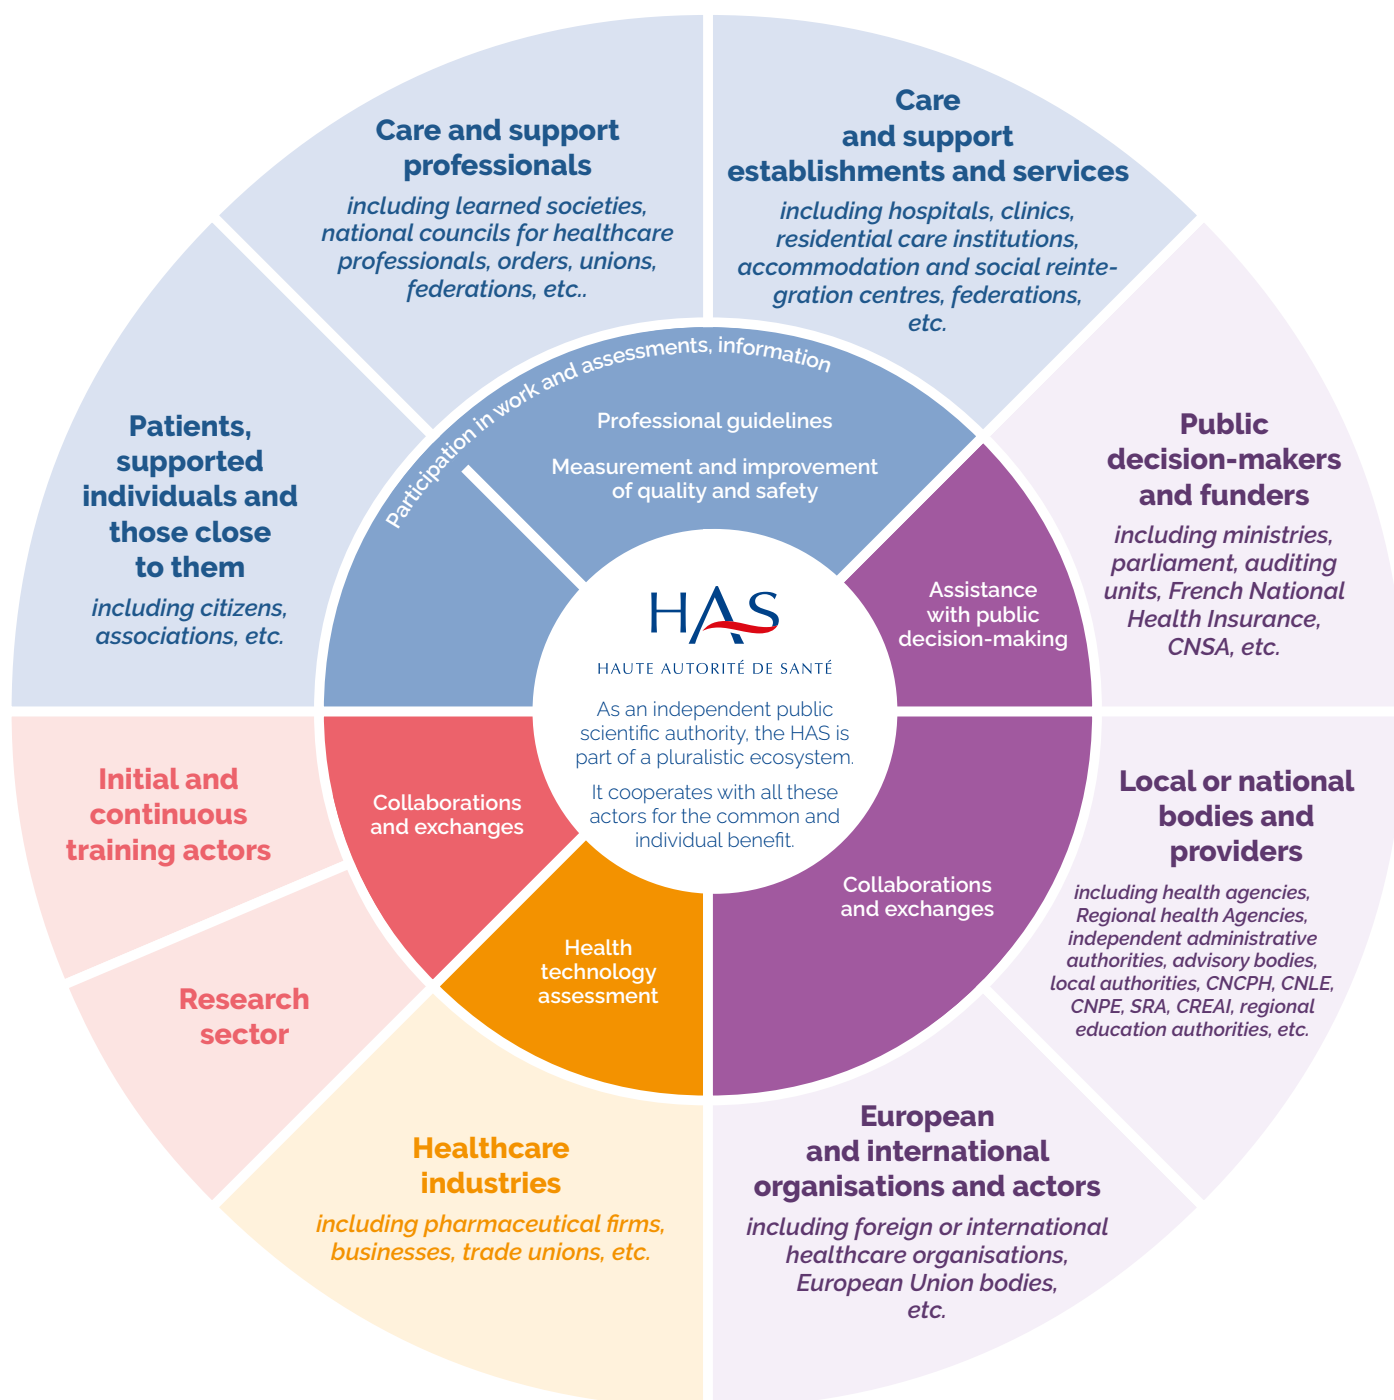 Care and support
professionals
including learned societies,
national councils for healthcare
professionals, orders, unions,
federations, etc..
Care
and support
establishments and services
including hospitals, clinics,
residential care institutions,
accommodation and social reinte-
gration centres, federations,
etc.
Patients,
supported
individuals and
those close
to them
including citizens,
associations, etc.
Participation in work and assessments, information
Professional guidelines
Measurement and improvement
of quality and safety
Public
decision-makers
and funders
including ministries,
parliament, auditing
units, French National
Health Insurance,
CNSA, etc.
Assistance
with public
decision-making
HAS
HAUTE AUTORITÉ DE SANTÉ
As an independent public
scientific authority, the HAS is
part of a pluralistic ecosystem.
It cooperates with all these
actors for the common and
individual benefit.
Initial and
continuous
training actors
Collaborations
and exchanges
Local or national
bodies and
providers
including health agencies,
Regional health Agencies,
independent administrative
authorities, advisory bodies,
local authorities, CNCPH, CNLE,
CNPE, SRA, CREAI, regional
education authorities, etc.
Collaborations
and exchanges
Health
technology
assessment
Research
sector
Healthcare
industries
including pharmaceutical firms,
businesses, trade unions, etc.
European
and international
organisations and actors
including foreign or international
healthcare organisations,
European Union bodies,
etc.